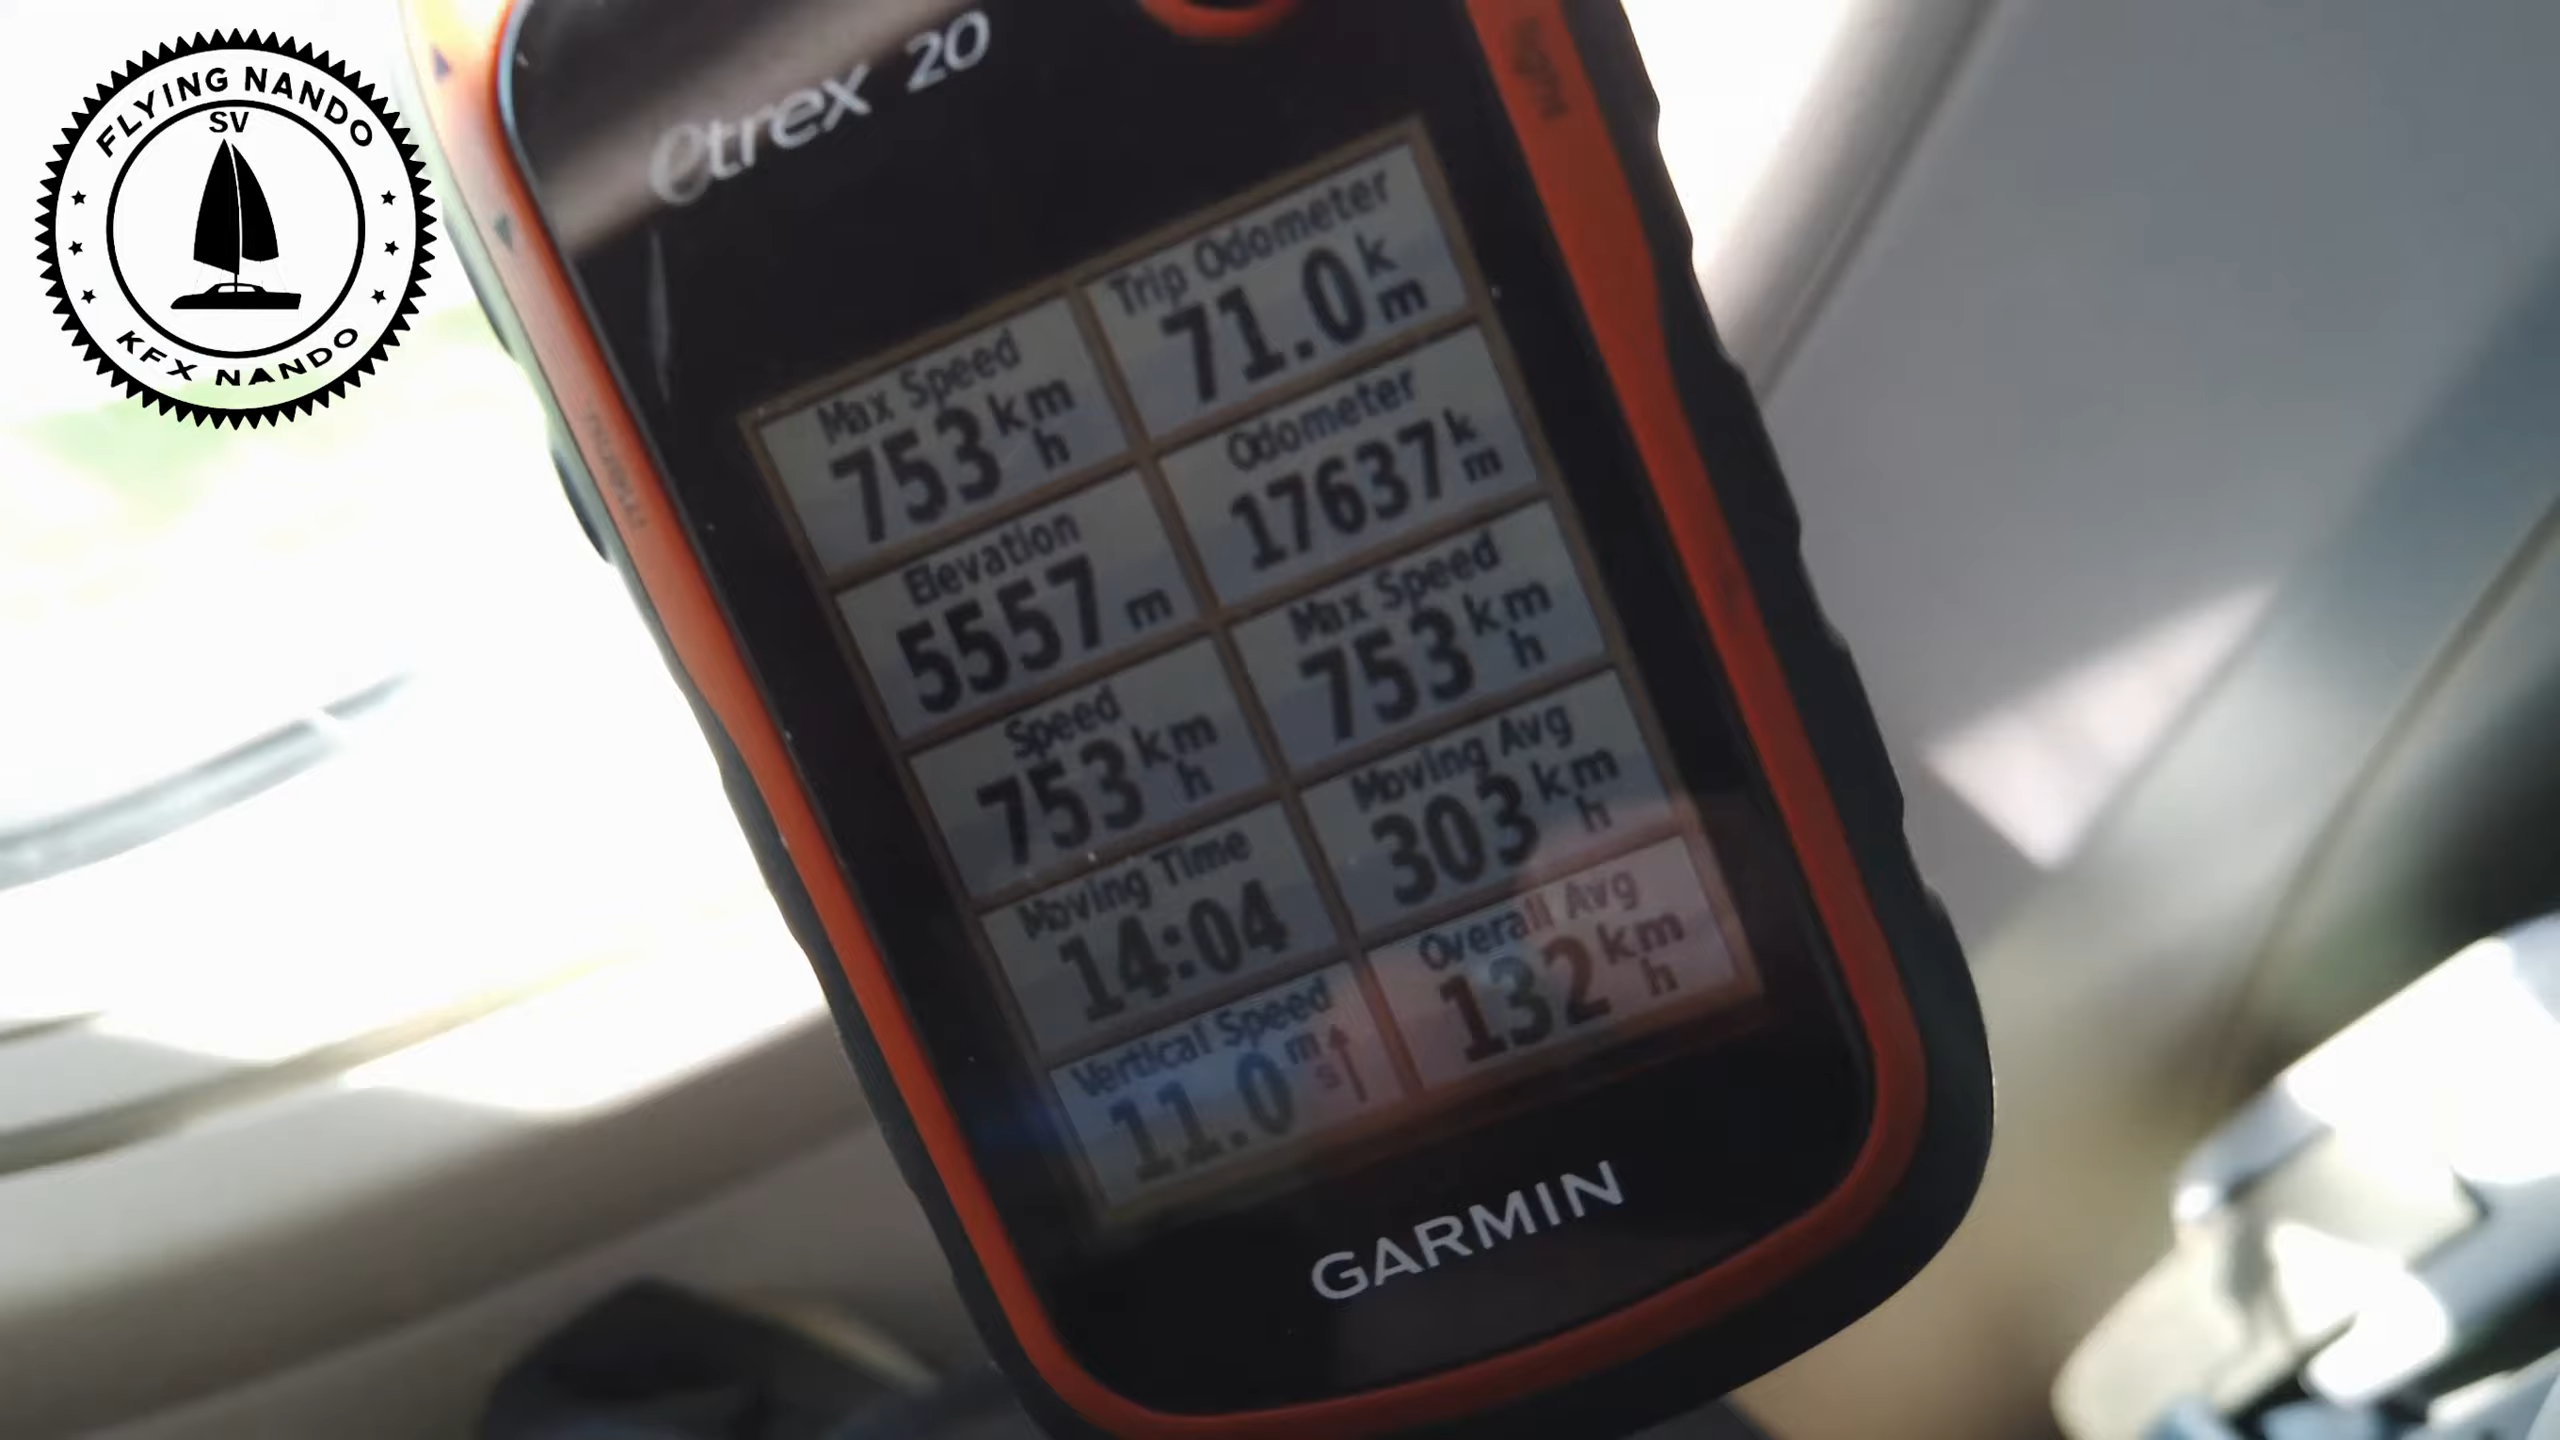 FLYING NANDO
SV
KFX NANDO
etrex 20
Max Speed
753 km h
Trip Odometer
71.0 km
Elevation
5557 m
Odometer
17637 km
Speed
753 km h
Max Speed
753 km h
Moving Time
14:04
Moving Avg
303 km h
Vertical Speed
11.0 m s
Overall Avg
132 km h
GARMIN